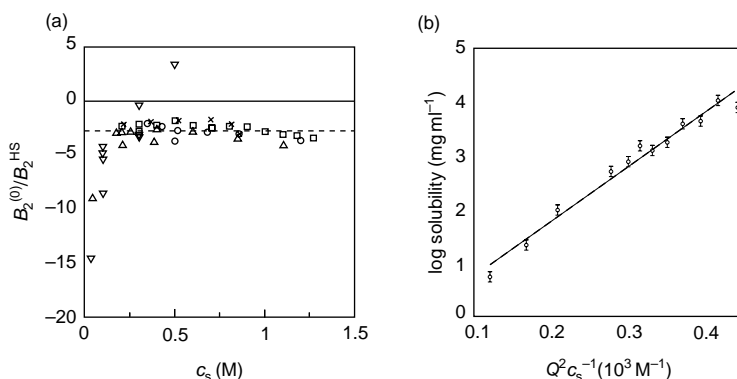 (a)
5
0
−5
−10
−15
−20
B₂⁽⁰⁾/B₂ᴴˢ
0 0.5 1 1.5
cₛ (M)
(b)
5
4
3
2
1
0
log solubility (mg ml⁻¹)
0.1 0.2 0.3 0.4
Q²cₛ⁻¹ (10³ M⁻¹)